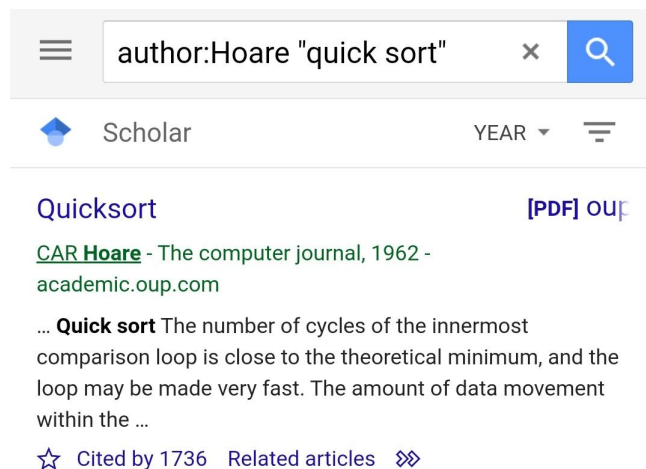 author:Hoare "quick sort"
Scholar YEAR
Quicksort [PDF] oup
CAR Hoare - The computer journal, 1962 -
academic.oup.com
... Quick sort The number of cycles of the innermost
comparison loop is close to the theoretical minimum, and the
loop may be made very fast. The amount of data movement
within the ...
Cited by 1736 Related articles